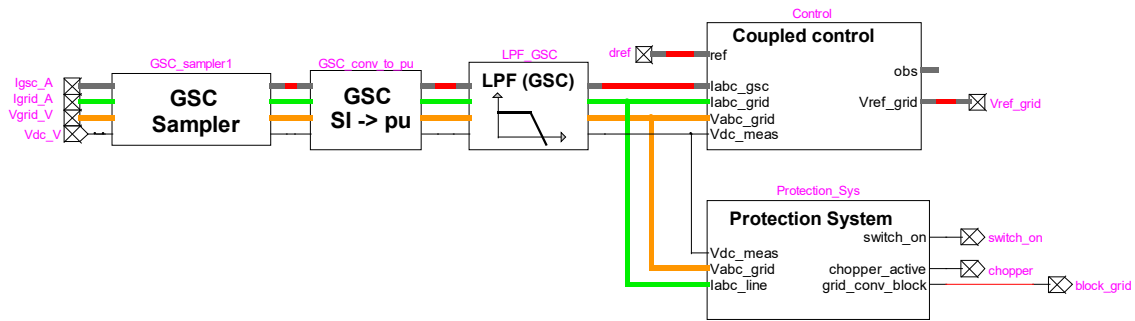 Control
Coupled control
dref
ref
obs
GSC_sampler1
GSC_conv_to_pu
LPF_GSC
Igsc_A
Igrid_A
Vgrid_V
Vdc_V
GSC
Sampler
GSC
SI -> pu
LPF (GSC)
Iabc_gsc
Iabc_grid
Vabc_grid
Vdc_meas
Vref_grid
Vref_grid
Protection_Sys
Protection System
switch_on
switch_on
Vdc_meas
Vabc_grid
Iabc_line
chopper_active
chopper
grid_conv_block
block_grid